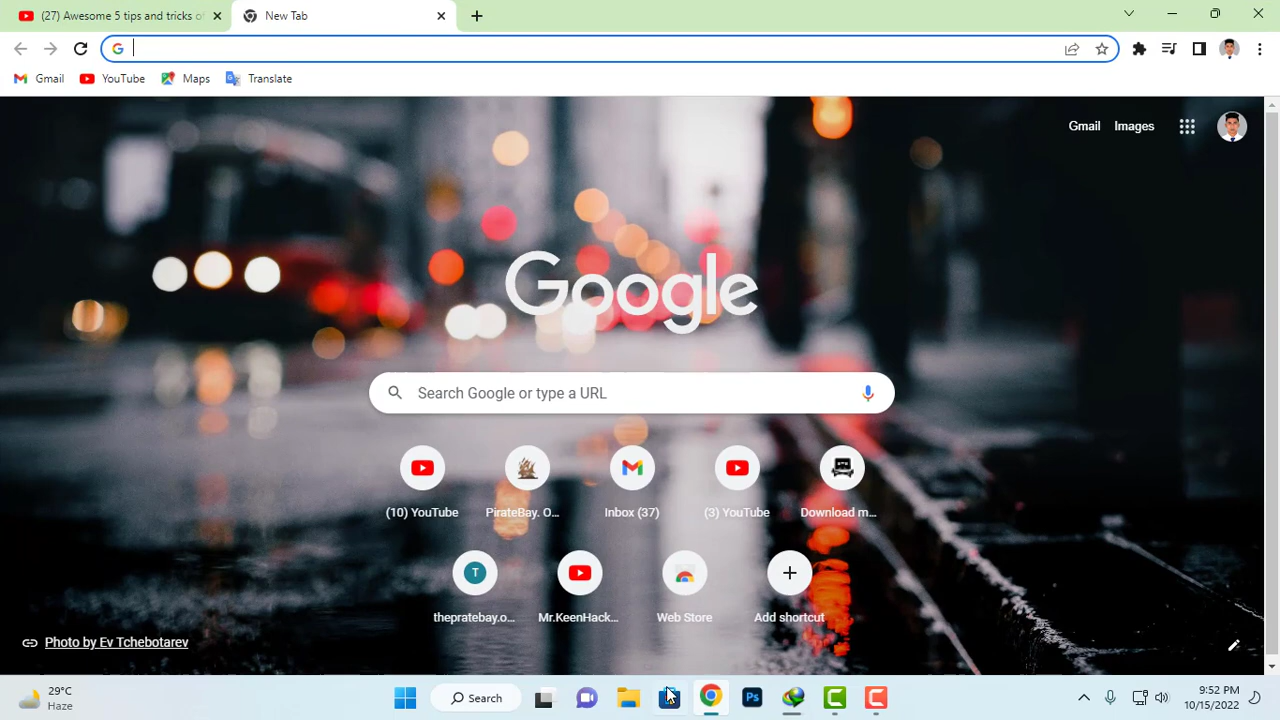 (27) Awesome 5 tips and tricks of
New Tab
Gmail YouTube Maps Translate
Gmail Images
Google
Search Google or type a URL
(10) YouTube PirateBay. O... Inbox (37) (3) YouTube Download m...
T
thepratebay.o... Mr.KeenHack... Web Store Add shortcut
Photo by Ev Tchebotarev
29°C
Haze
Search
Ps
9:52 PM
10/15/2022